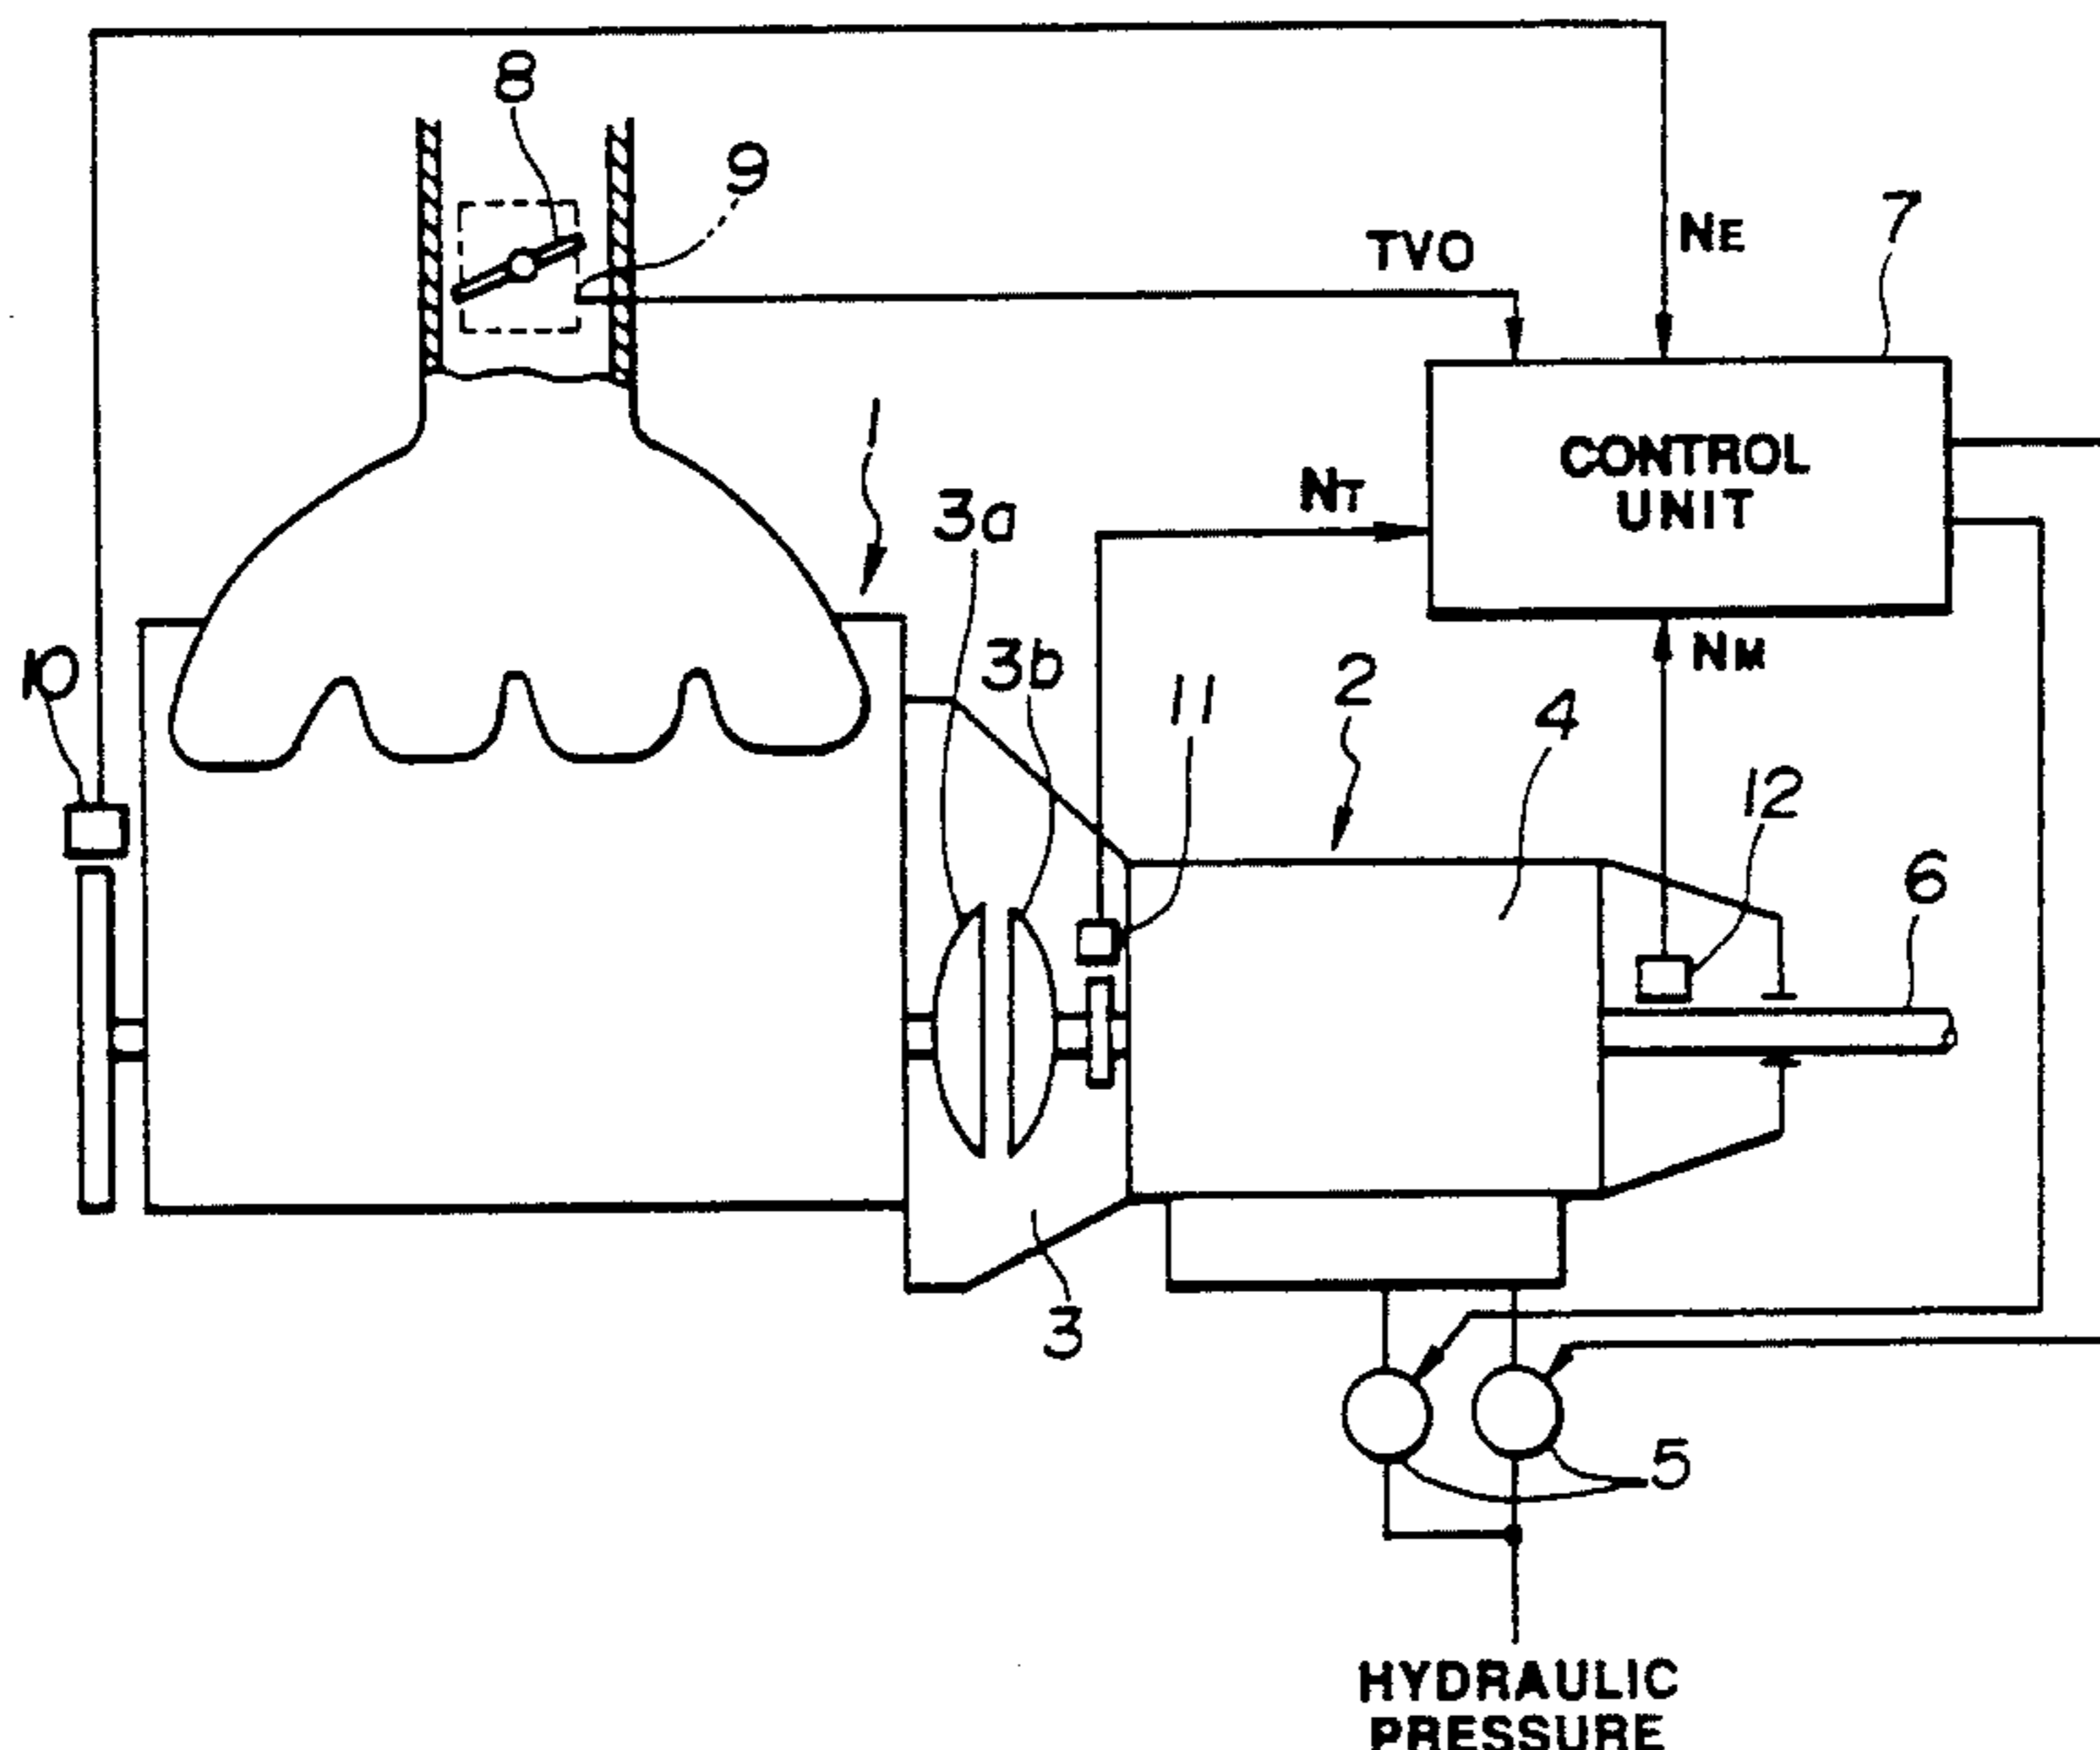 8
9
TVO
NE
7
CONTROL
UNIT
3a
NT
10
3b
11
2
4
NM
12
6
3
5
HYDRAULIC
PRESSURE